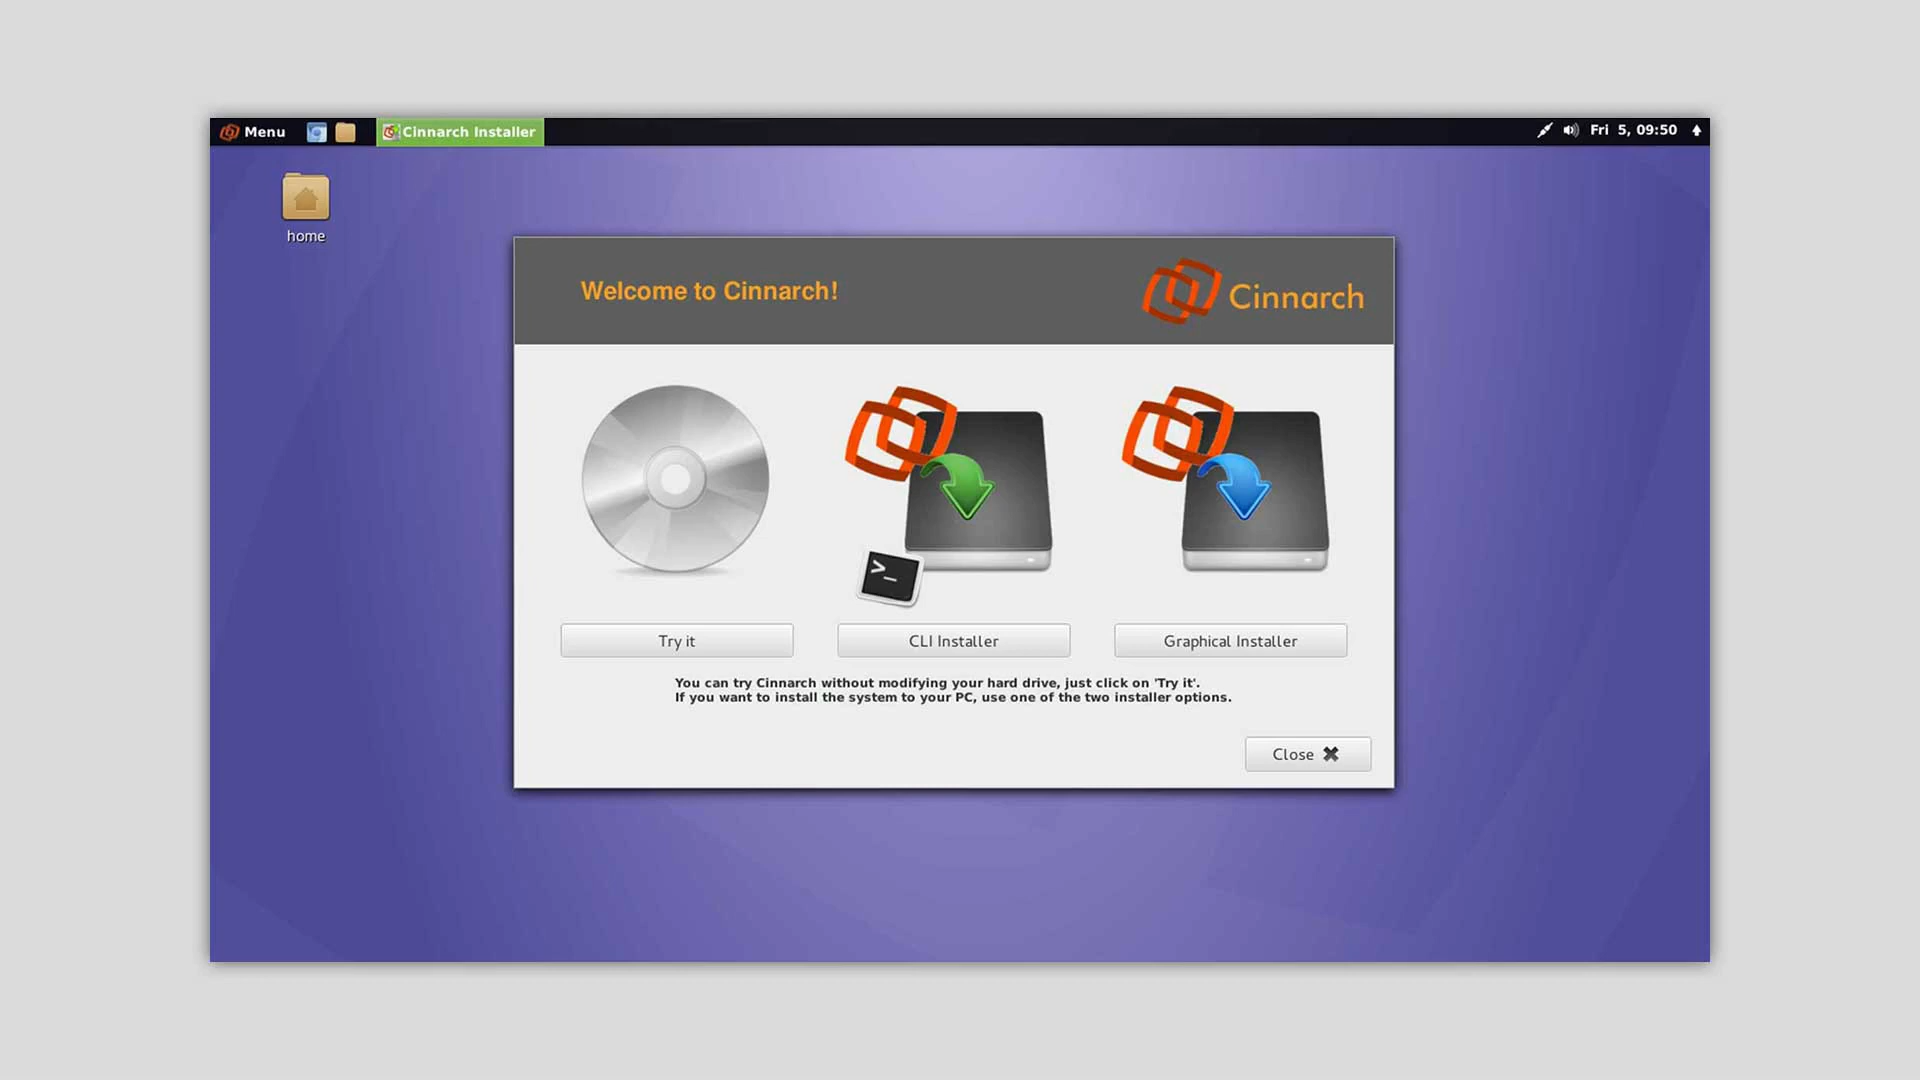 Menu
Cinnarch Installer
Fri 5, 09:50
home
Welcome to Cinnarch!
Cinnarch
>_
Try it
CLI Installer
Graphical Installer
You can try Cinnarch without modifying your hard drive, just click on 'Try it'.
If you want to install the system to your PC, use one of the two installer options.
Close